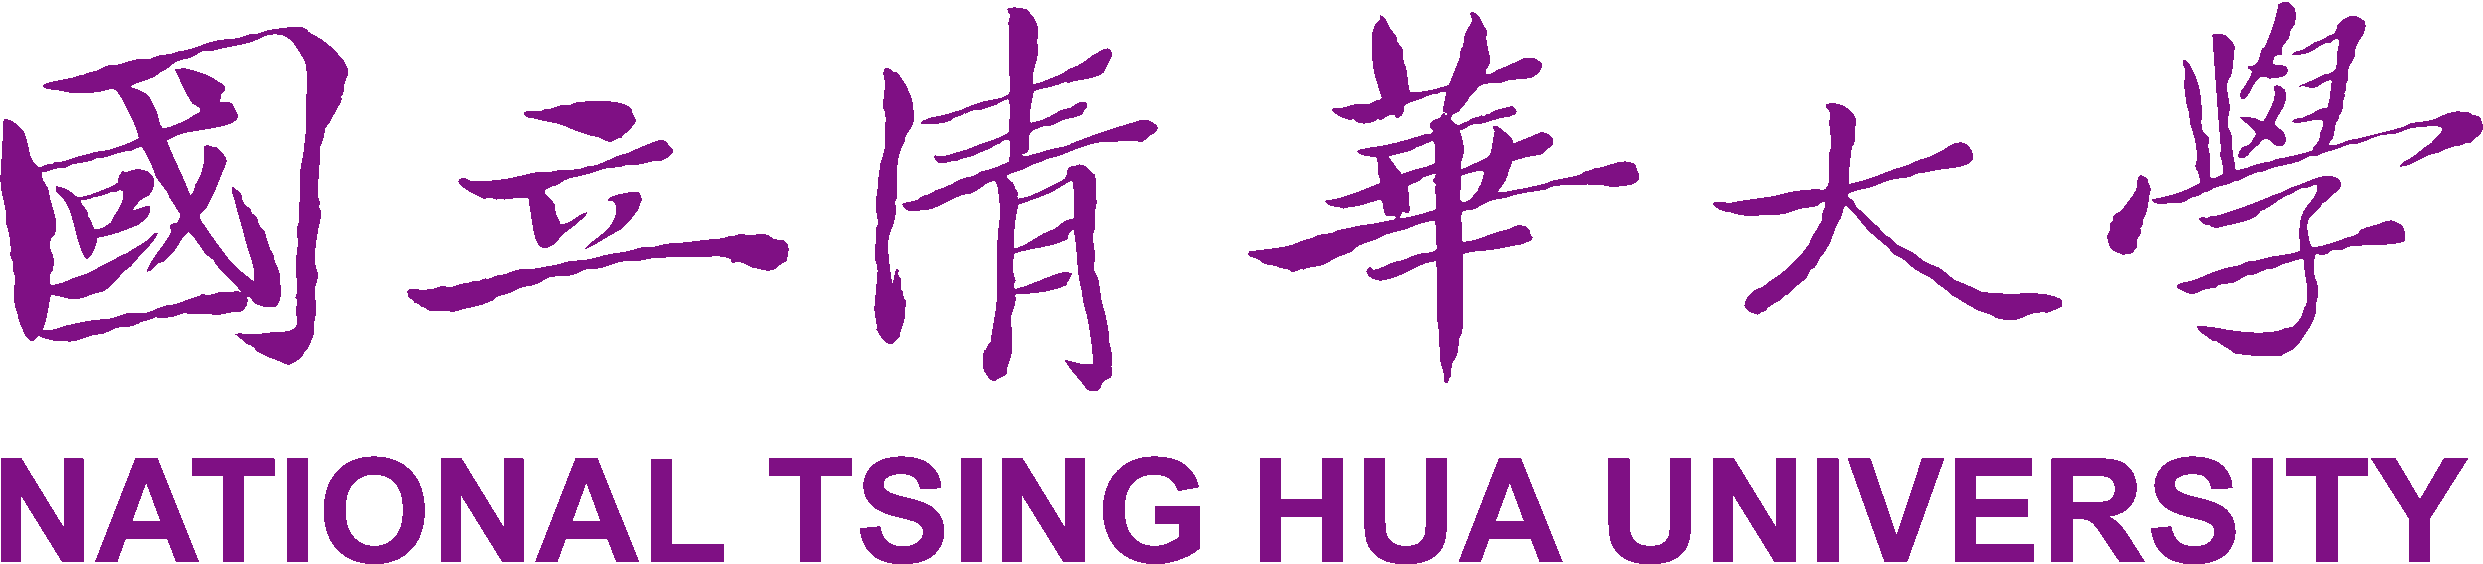 國立清華大學
NATIONAL TSING HUA UNIVERSITY